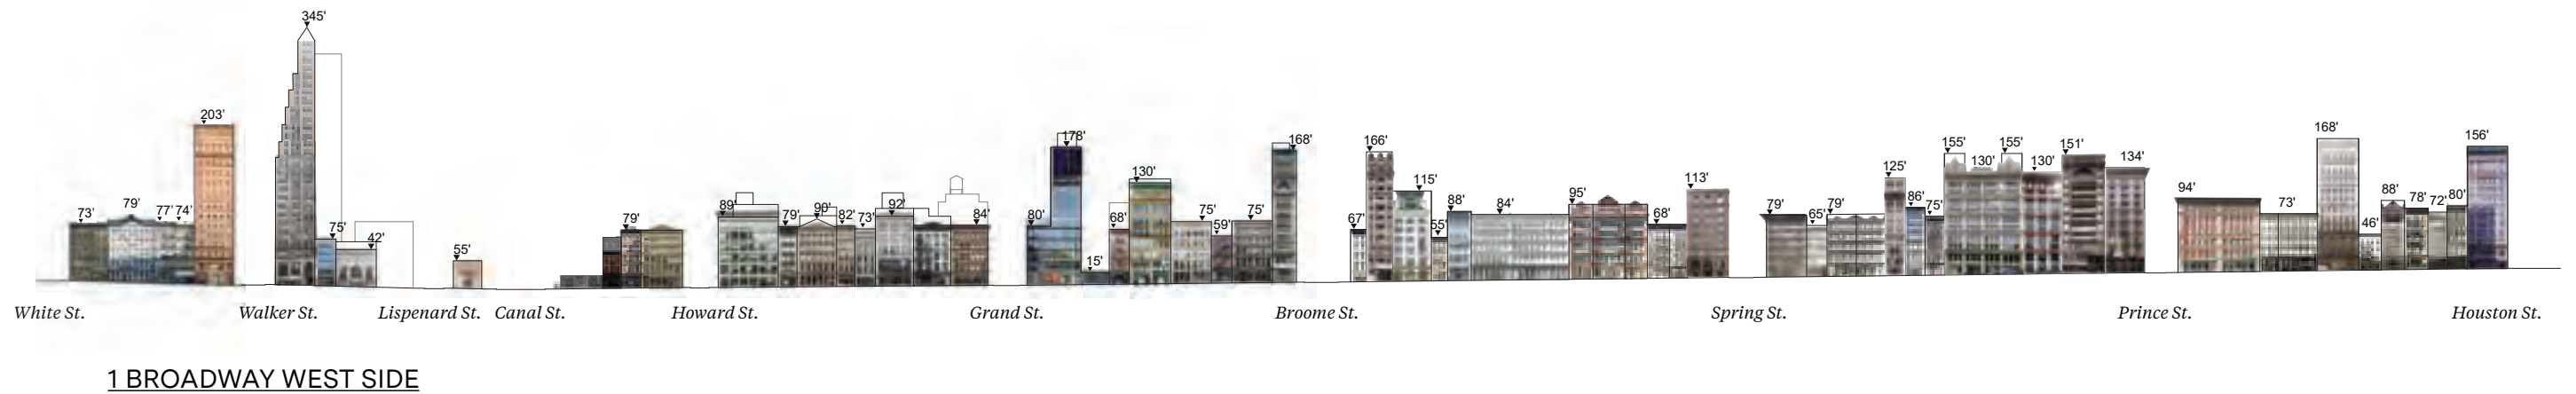 345'
203'
73' 79' 77' 74'
75' 42'
55'
79'
89' 79' 90' 82' 73' 92' 84'
80' 178' 15' 68' 130' 75' 59' 75' 168'
67' 166' 115' 55' 88' 84' 95' 68' 113'
79' 65' 79' 125' 86' 75' 155' 130' 155' 130' 151' 134'
94' 73' 168' 46' 88' 78' 72' 80' 156'
White St. Walker St. Lispenard St. Canal St. Howard St. Grand St. Broome St. Spring St. Prince St. Houston St.
1 BROADWAY WEST SIDE